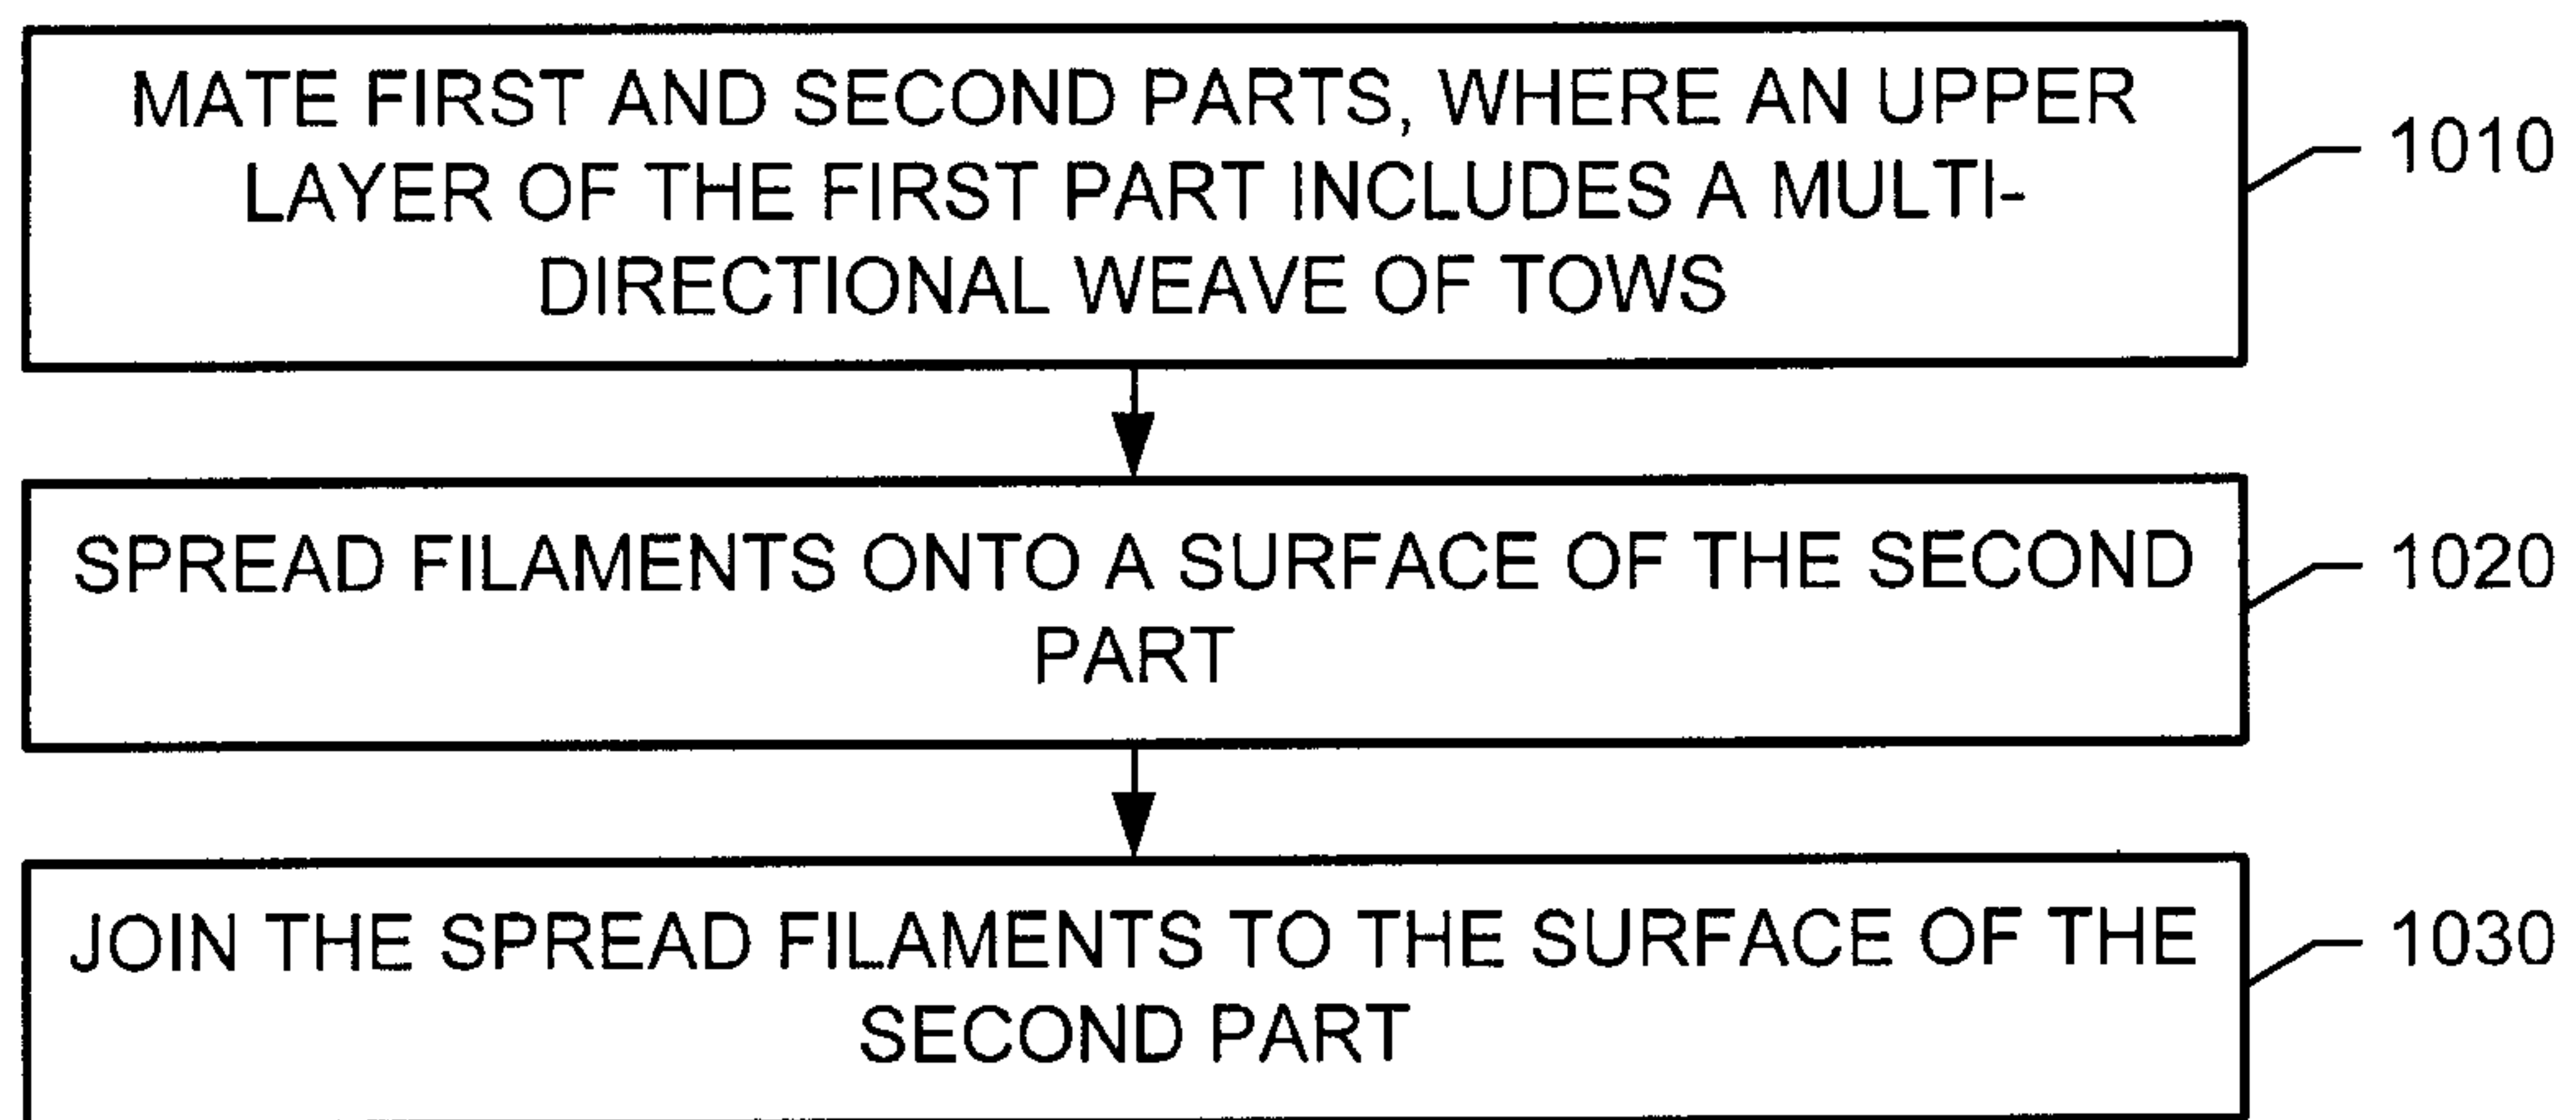 MATE FIRST AND SECOND PARTS, WHERE AN UPPER
LAYER OF THE FIRST PART INCLUDES A MULTI-
DIRECTIONAL WEAVE OF TOWS
1010
SPREAD FILAMENTS ONTO A SURFACE OF THE SECOND
PART
1020
JOIN THE SPREAD FILAMENTS TO THE SURFACE OF THE
SECOND PART
1030